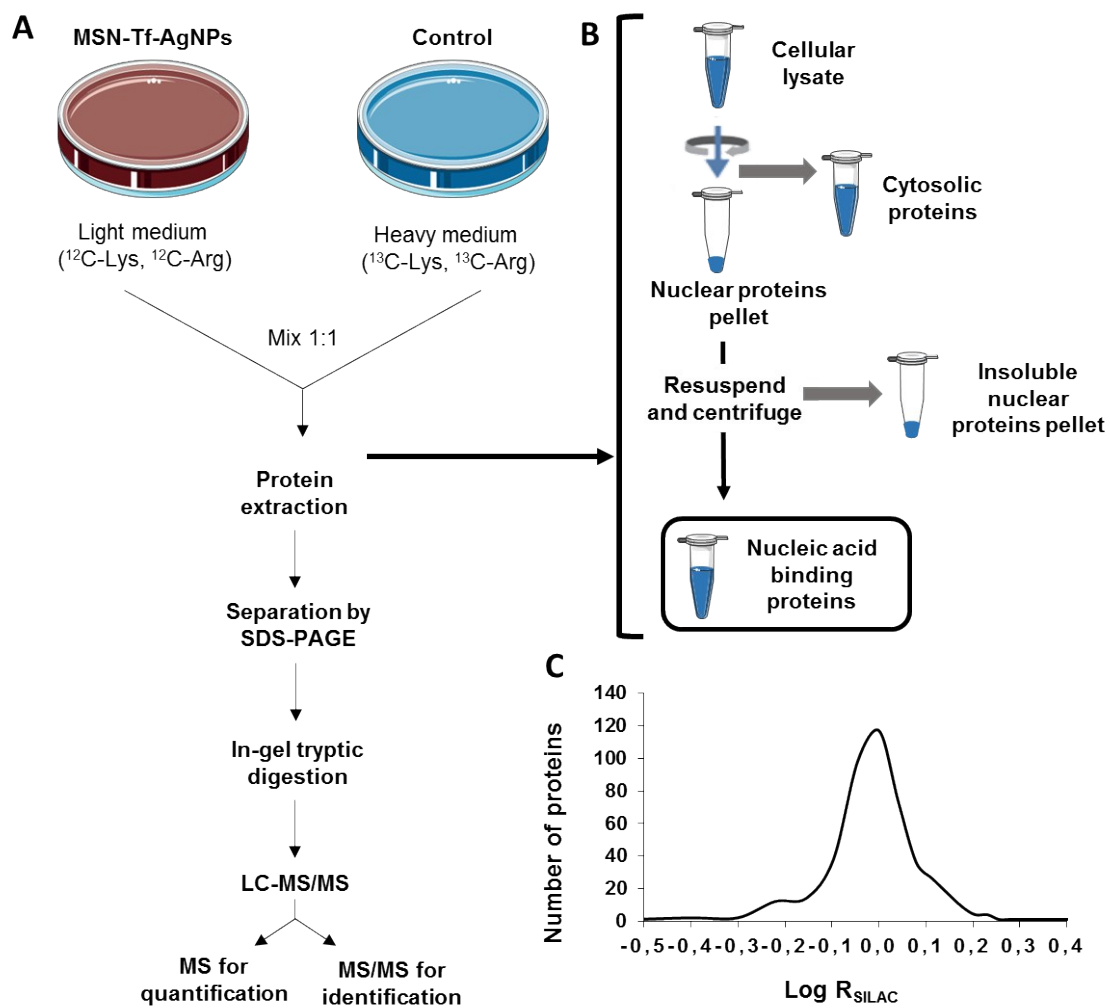 A
MSN-Tf-AgNPs
Control
Light medium
(¹²C-Lys, ¹²C-Arg)
Heavy medium
(¹³C-Lys, ¹³C-Arg)
Mix 1:1
Protein
extraction
Separation by
SDS-PAGE
In-gel tryptic
digestion
LC-MS/MS
MS for
quantification
MS/MS for
identification
B
Cellular
lysate
Cytosolic
proteins
Nuclear proteins
pellet
Resuspend
and centrifuge
Insoluble
nuclear
proteins pellet
Nucleic acid
binding
proteins
C
Number of proteins
140
120
100
80
60
40
20
0
-0,5 -0,4 -0,3 -0,2 -0,1 0,0 0,1 0,2 0,3 0,4
Log R_SILAC